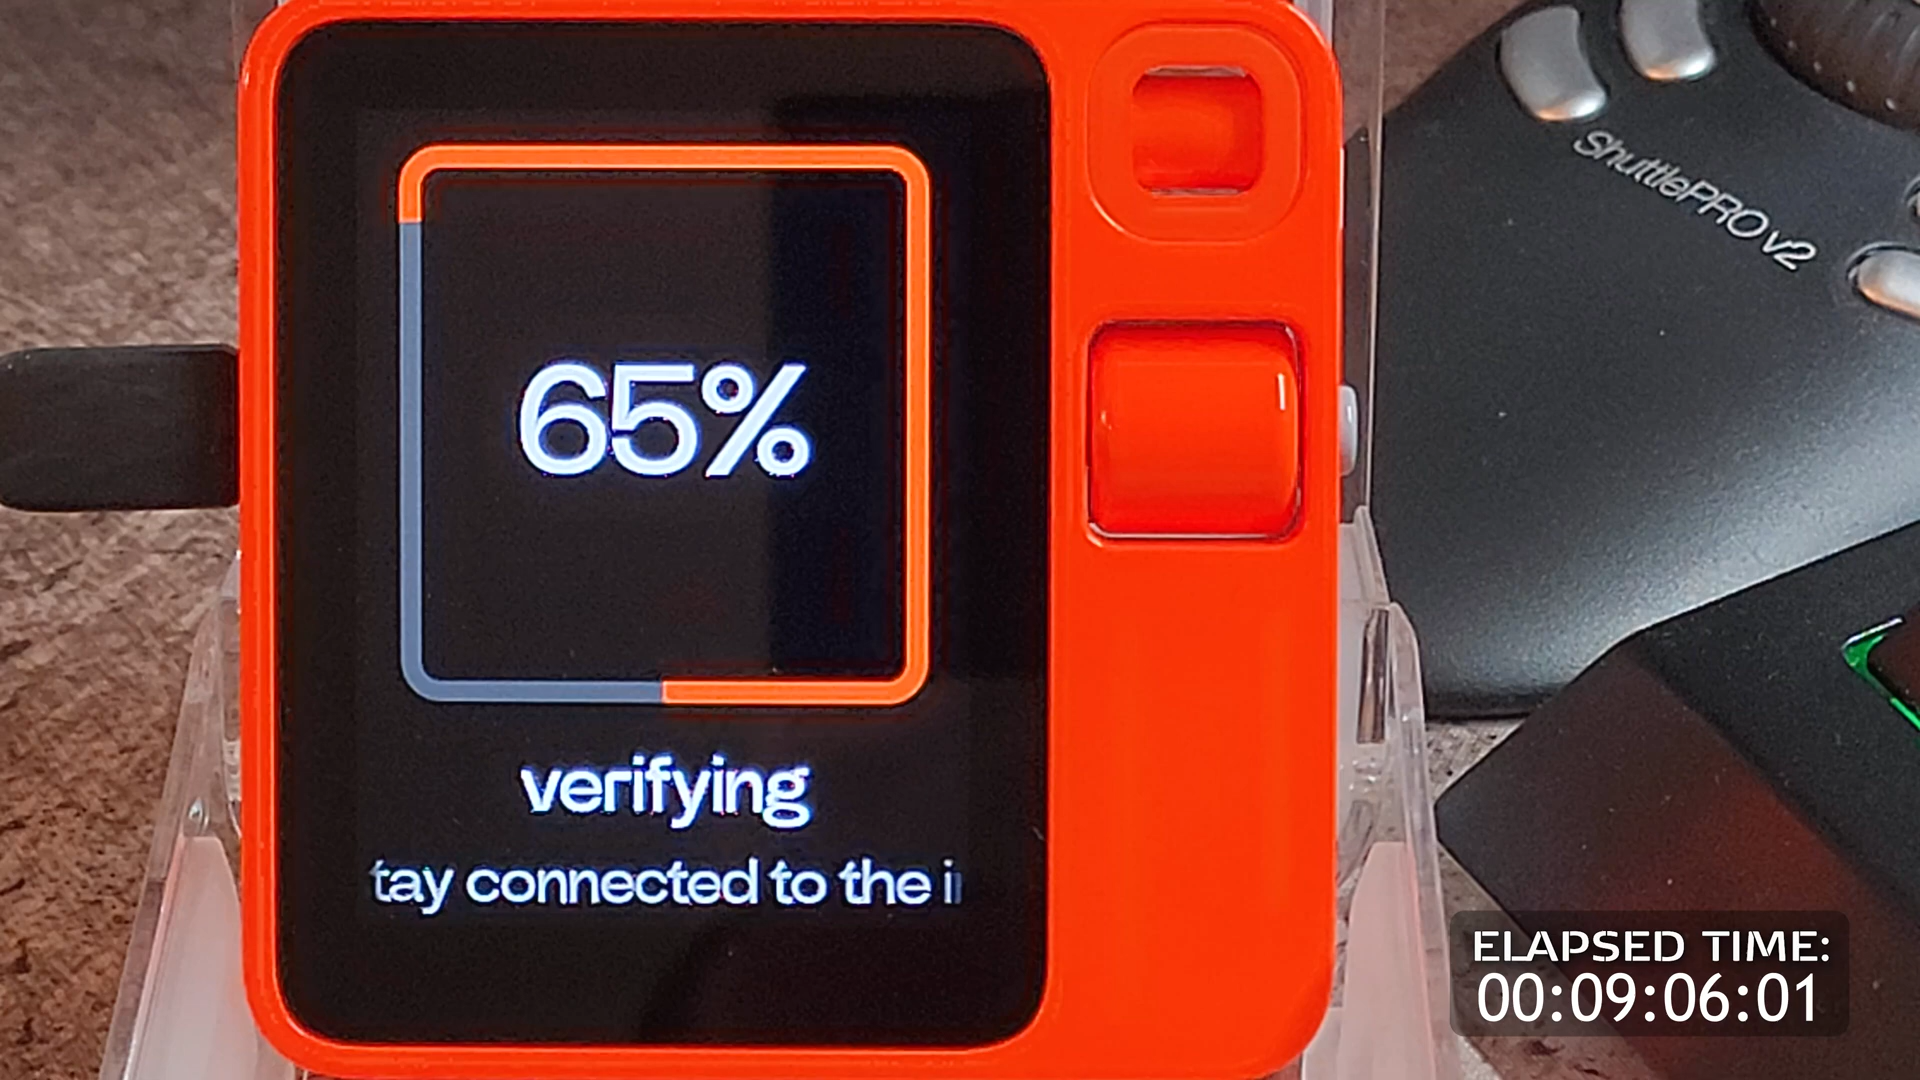 65%
verifying
tay connected to the i
ShuttlePRO v2
ELAPSED TIME:
00:09:06:01